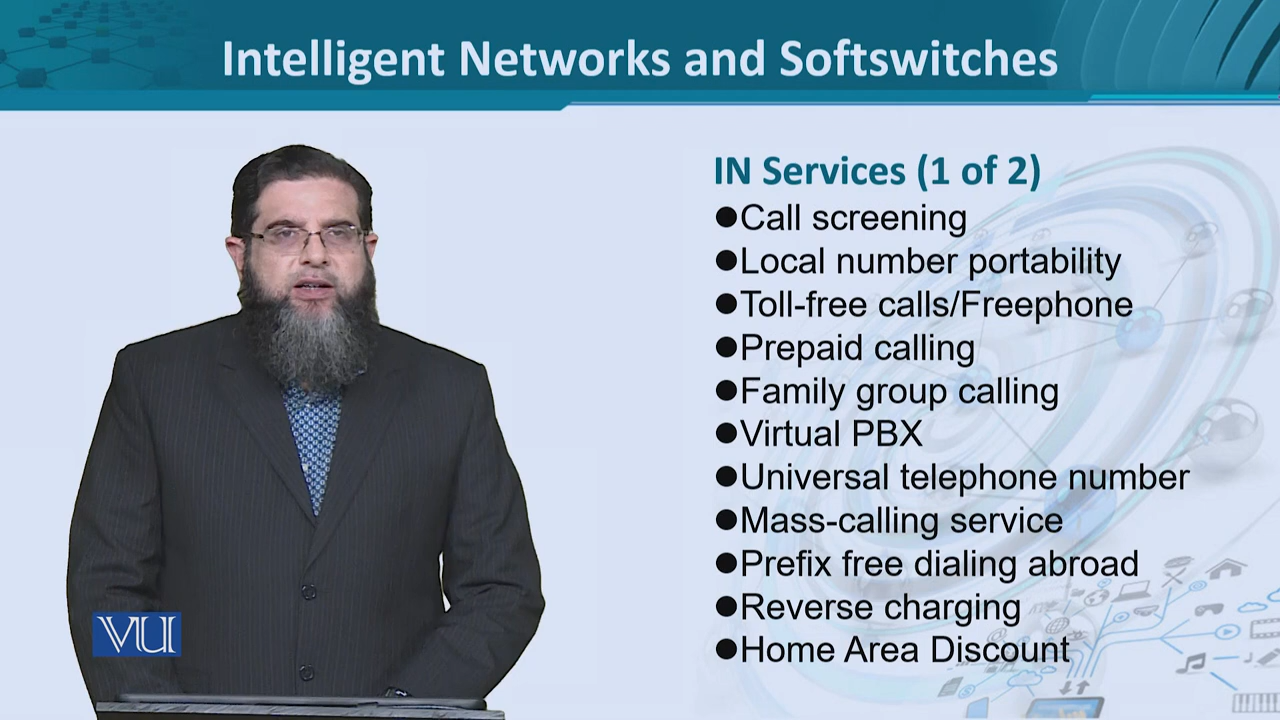 Intelligent Networks and Softswitches
IN Services (1 of 2)
●Call screening
●Local number portability
●Toll-free calls/Freephone
●Prepaid calling
●Family group calling
●Virtual PBX
●Universal telephone number
●Mass-calling service
●Prefix free dialing abroad
●Reverse charging
●Home Area Discount
VU